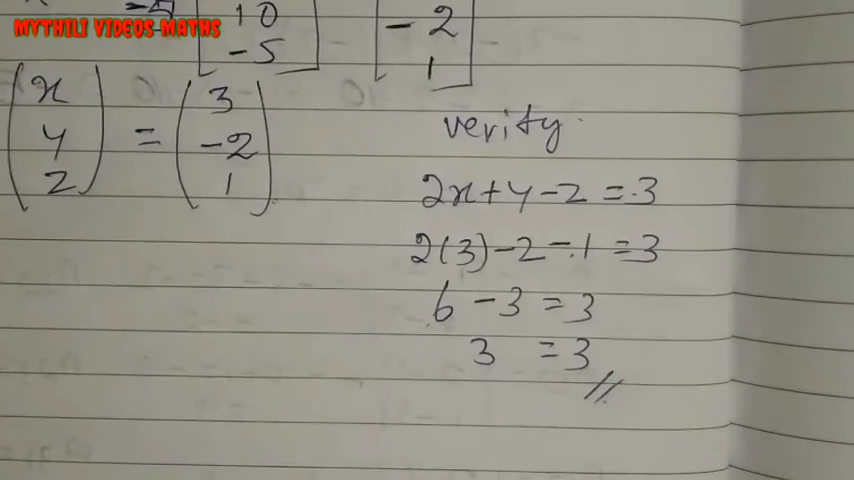 MYTHILI VIDEOS MATHS
-5 [10 -5] [-2 1]
(x y z) = (3 -2 1)
verify.
2x+y-z = 3
2(3)-2-1 = 3
6 - 3 = 3
3 = 3 //